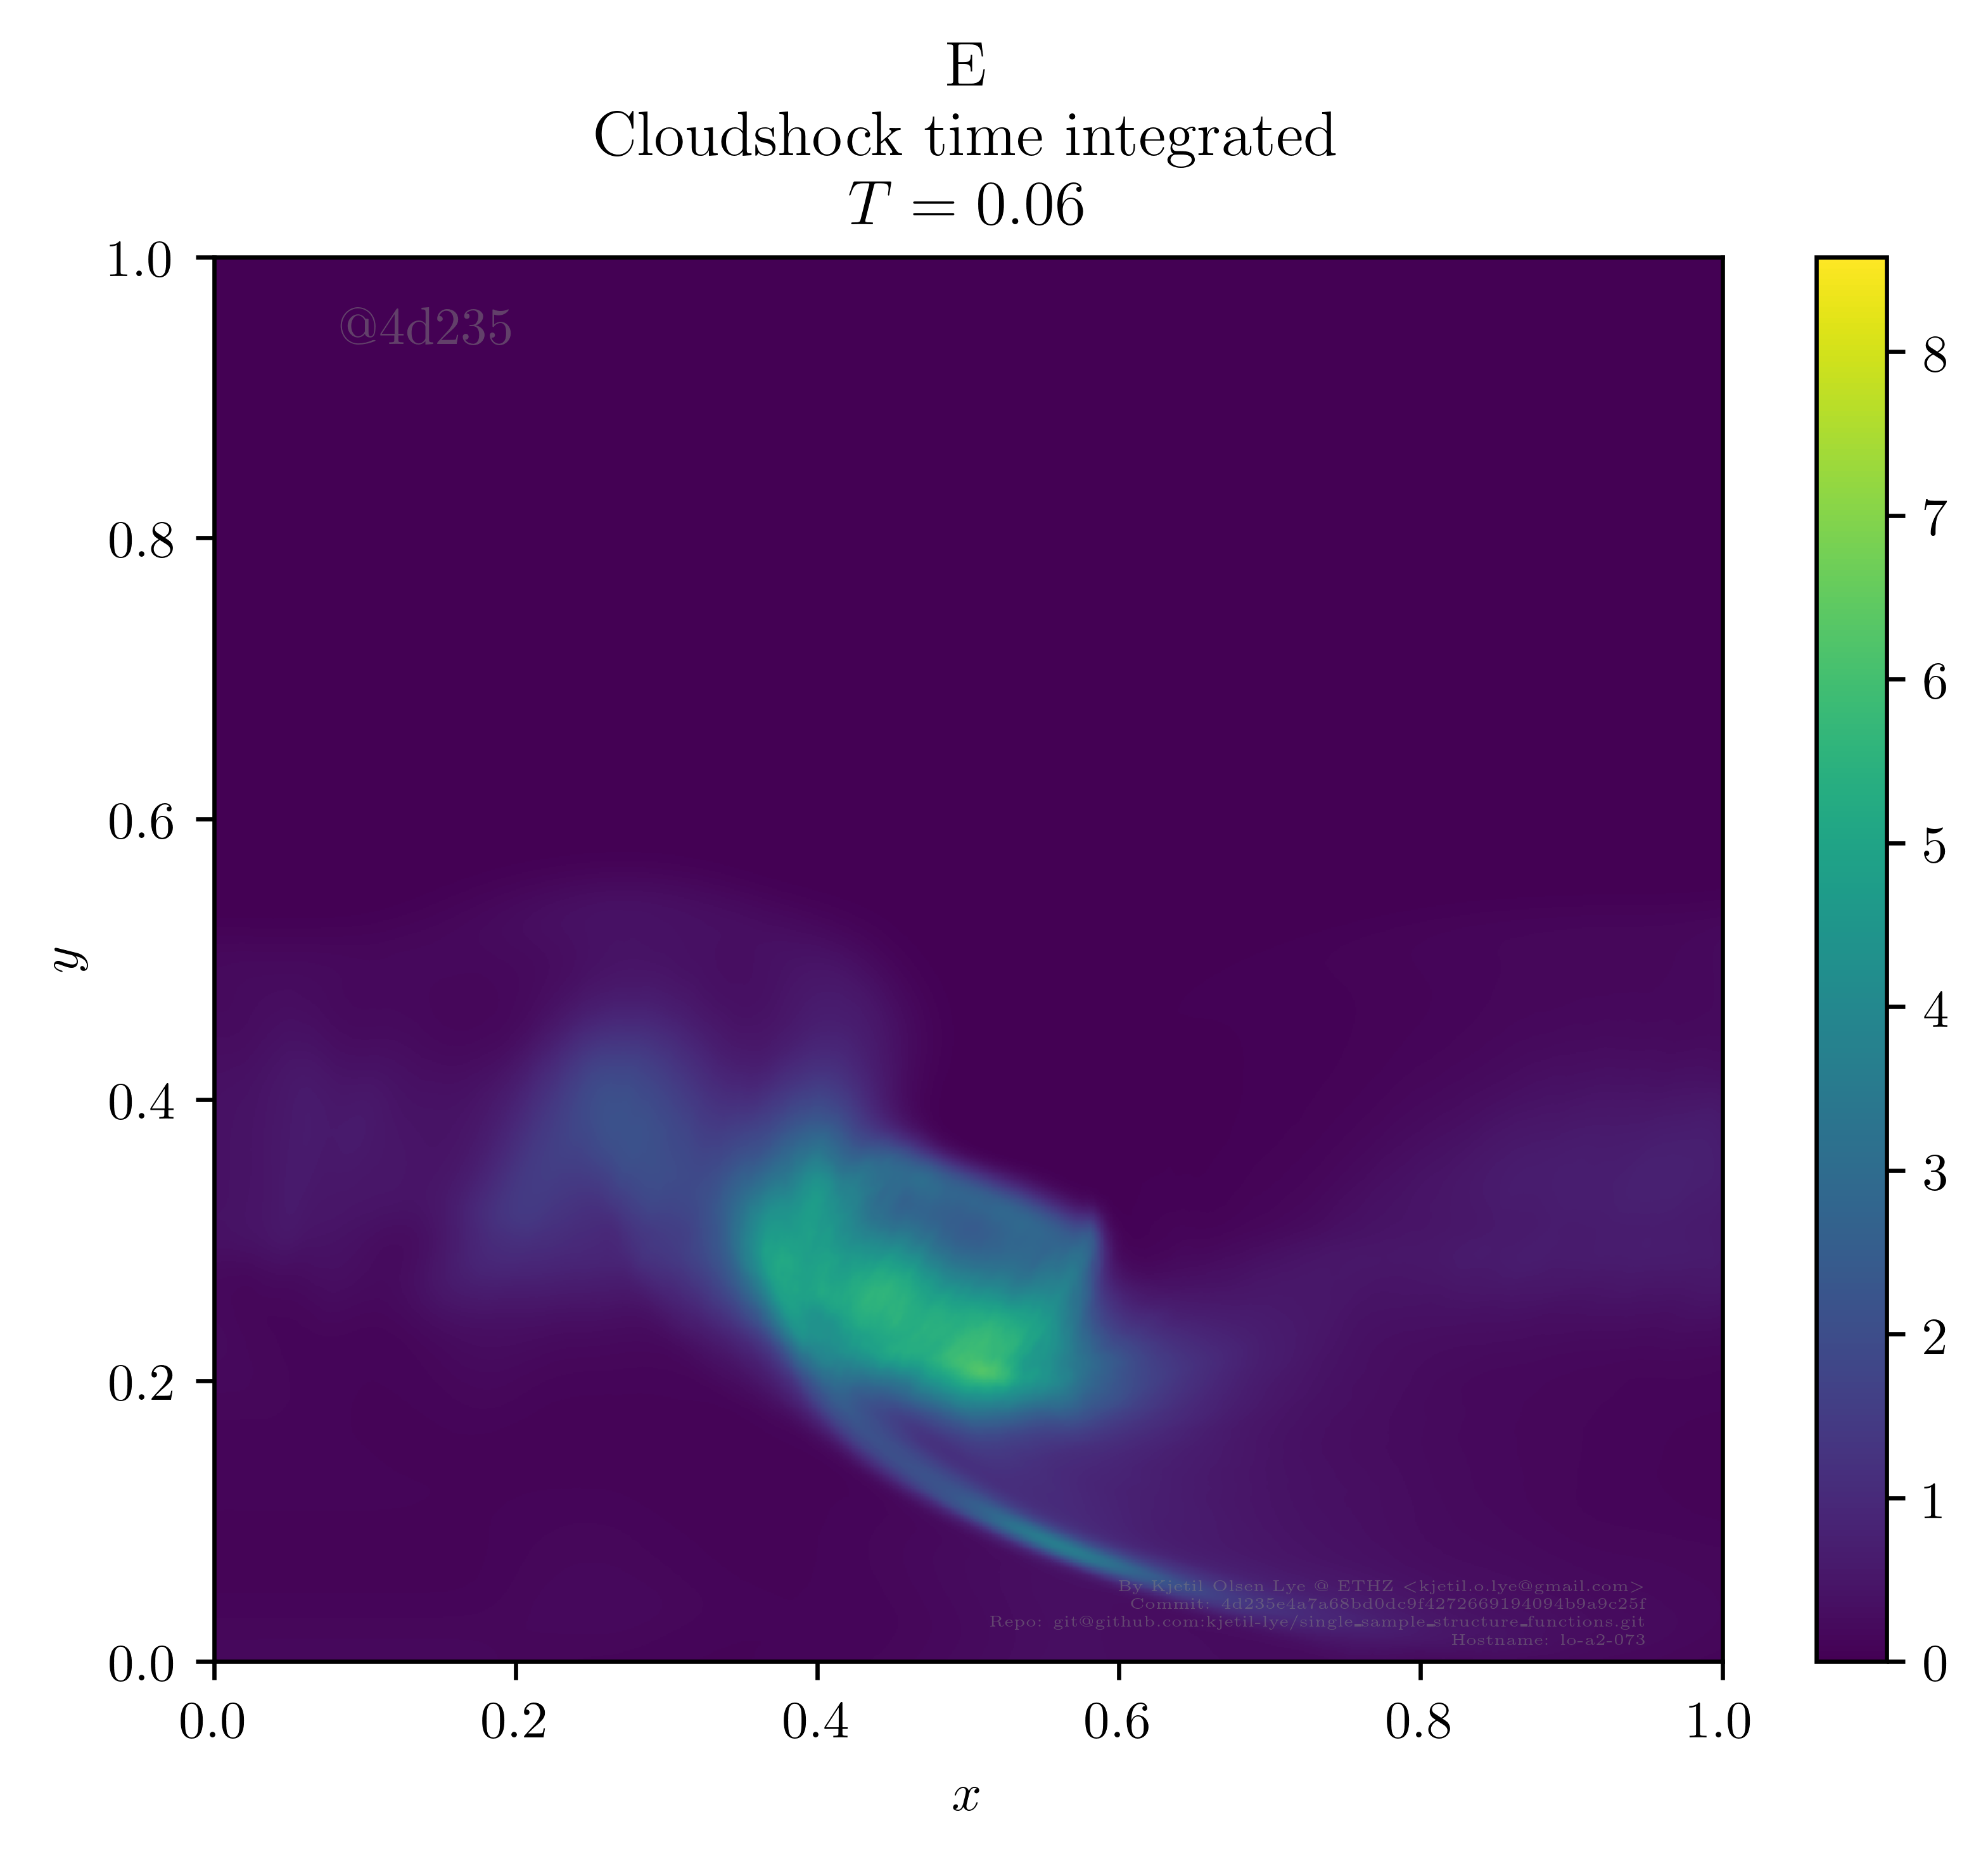 E
Cloudshock time integrated
T = 0.06
1.0
@4d235
8
0.8
7
6
0.6
5
y
4
0.4
3
2
0.2
1
By Kjetil Olsen Lye @ ETHZ <kjetil.o.lye@gmail.com>
Commit: 4d235e4a7a68bd0dc9f4272669194094b9a9c25f
Repo: git@github.com:kjetil-lye/single_sample_structure_functions.git
Hostname: lo-a2-073
0.0
0
0.0 0.2 0.4 0.6 0.8 1.0
x